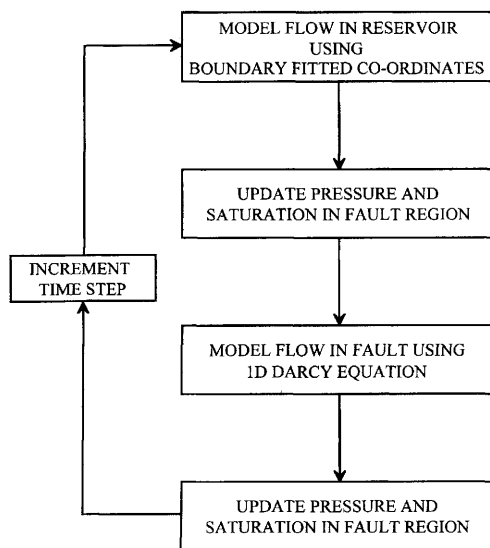 MODEL FLOW IN RESERVOIR
USING
BOUNDARY FITTED CO-ORDINATES
UPDATE PRESSURE AND
SATURATION IN FAULT REGION
INCREMENT
TIME STEP
MODEL FLOW IN FAULT USING
1D DARCY EQUATION
UPDATE PRESSURE AND
SATURATION IN FAULT REGION